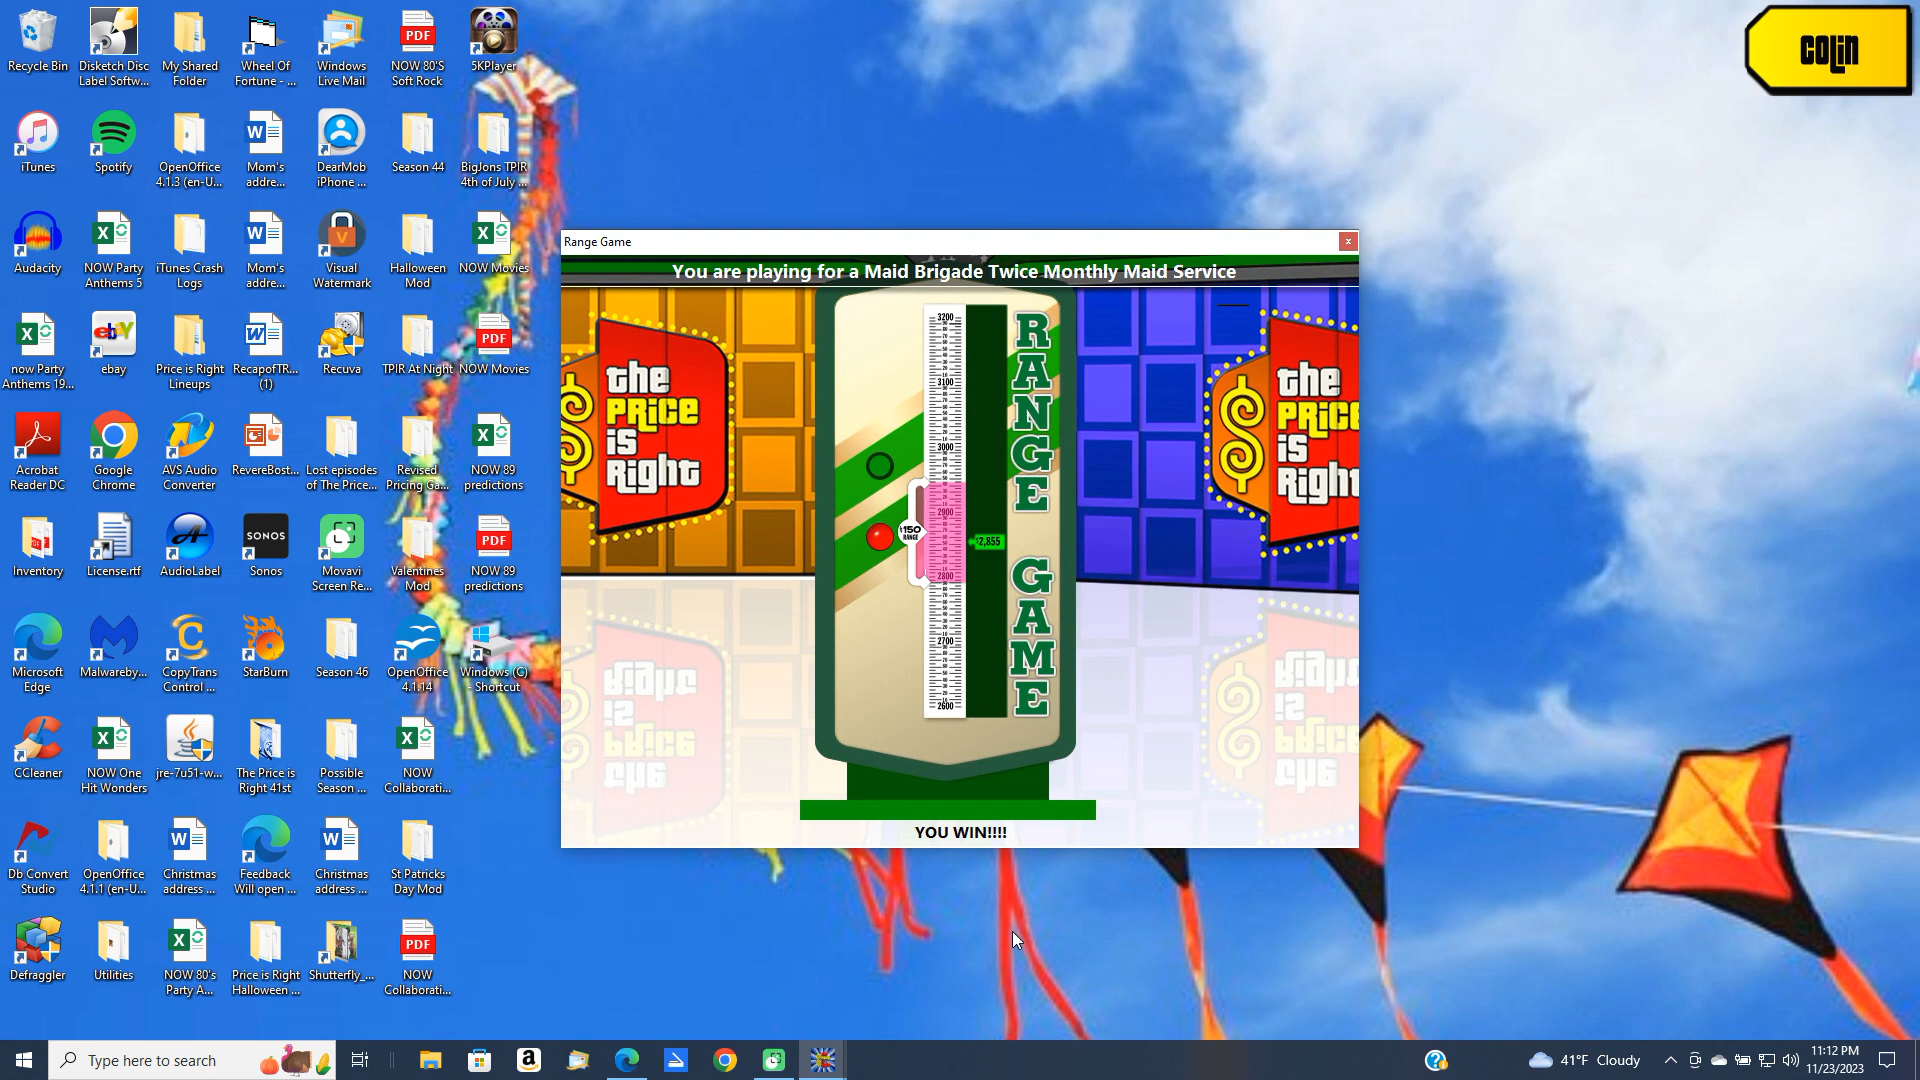 Recycle Bin
Disketch Disc
Label Softw...
My Shared
Folder
Wheel Of
Fortune - ...
Windows
Live Mail
NOW 80'S
Soft Rock
5KPlayer
COLIN
iTunes
Spotify
OpenOffice
4.1.3 (en-U...
Mom's
addre...
DearMob
iPhone ...
Season 44
BigJons TPIR
4th of July ...
Audacity
NOW Party
Anthems 5
iTunes Crash
Logs
Mom's
addre...
Visual
Watermark
Halloween
Mod
NOW Movies
now Party
Anthems 19...
ebay
Price is Right
Lineups
RecapofTR...
(1)
Recuva
TPIR At Night
NOW Movies
Acrobat
Reader DC
Google
Chrome
AVS Audio
Converter
RevereBost...
Lost episodes
of The Price...
Revised
Pricing Ga...
NOW 89
predictions
Inventory
License.rtf
AudioLabel
SONOS
Sonos
Movavi
Screen Re...
Valentines
Mod
NOW 89
predictions
Microsoft
Edge
Malwareby...
CopyTrans
Control ...
StarBurn
Season 46
OpenOffice
4.1.14
Windows (C)
- Shortcut
CCleaner
NOW One
Hit Wonders
jre-7u51-w...
The Price is
Right 41st
Possible
Season ...
NOW
Collaborati...
Db Convert
Studio
OpenOffice
4.1.1 (en-U...
Christmas
address ...
Feedback
Will open ...
Christmas
address ...
St Patricks
Day Mod
Defraggler
Utilities
NOW 80's
Party A...
Price is Right
Halloween ...
Shutterfly_...
NOW
Collaborati...
Range Game
You are playing for a Maid Brigade Twice Monthly Maid Service
the
PRICE
is
Right
3200
3100
3000
2900
2800
2700
2600
$150
RANGE
$2,855
RANGE GAME
the
PRICE
is
Right
YOU WIN!!!!
Type here to search
41°F Cloudy
11:12 PM
11/23/2023